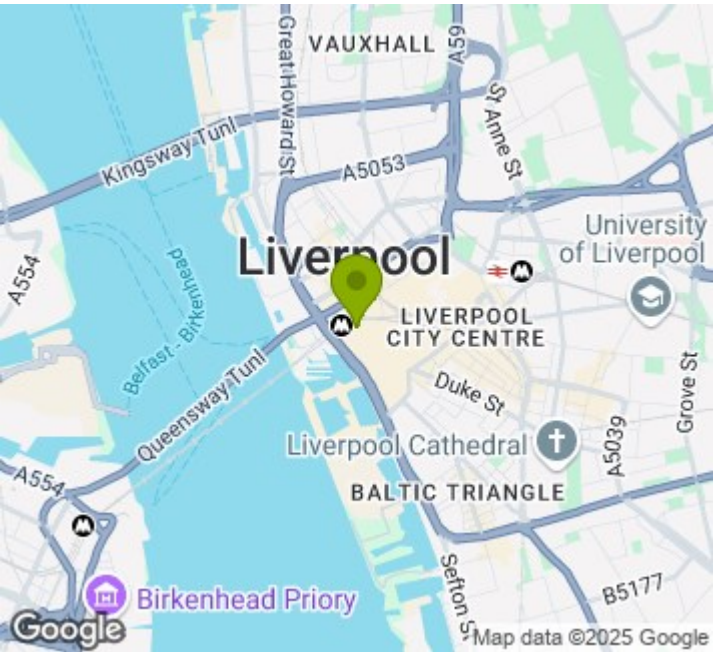 VAUXHALL
A59
Great Howard St
St Anne St
Kingsway Tunl
A5053
University
of Liverpool
A554
Liverpool
Belfast - Birkenhead
LIVERPOOL
CITY CENTRE
Queensway Tunl
Duke St
Grove St
Liverpool Cathedral
A5039
A554
BALTIC TRIANGLE
Sefton St
B5177
Birkenhead Priory
Google
Map data ©2025 Google